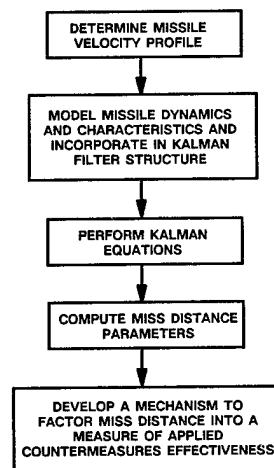 DETERMINE MISSILE
VELOCITY PROFILE
MODEL MISSILE DYNAMICS
AND CHARACTERISTICS AND
INCORPORATE IN KALMAN
FILTER STRUCTURE
PERFORM KALMAN
EQUATIONS
COMPUTE MISS DISTANCE
PARAMETERS
DEVELOP A MECHANISM TO
FACTOR MISS DISTANCE INTO A
MEASURE OF APPLIED
COUNTERMEASURES EFFECTIVENESS